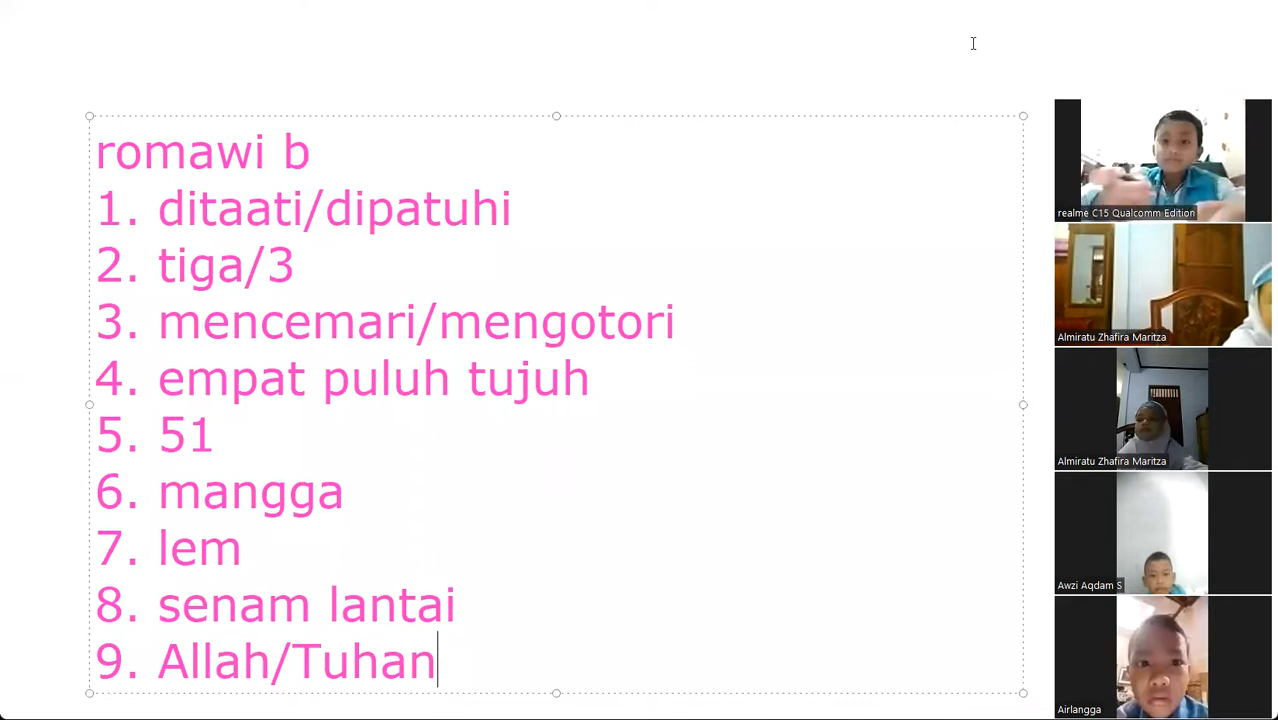 romawi b
1. ditaati/dipatuhi
2. tiga/3
3. mencemari/mengotori
4. empat puluh tujuh
5. 51
6. mangga
7. lem
8. senam lantai
9. Allah/Tuhan
realme C15 Qualcomm Edition
Almiratu Zhafira Maritza
Almiratu Zhafira Maritza
Awzi Aqdam S
Airlangga